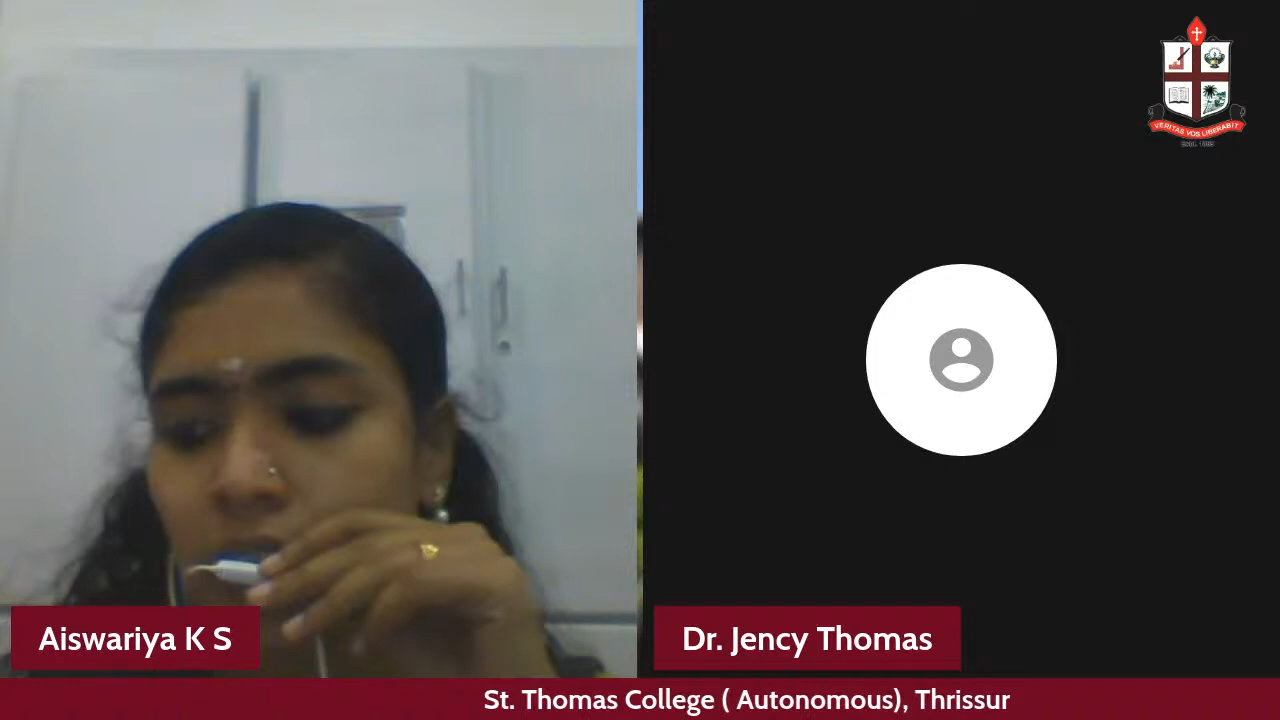 VERITAS VOS LIBERABIT
Aiswariya K S
Dr. Jency Thomas
St. Thomas College ( Autonomous), Thrissur